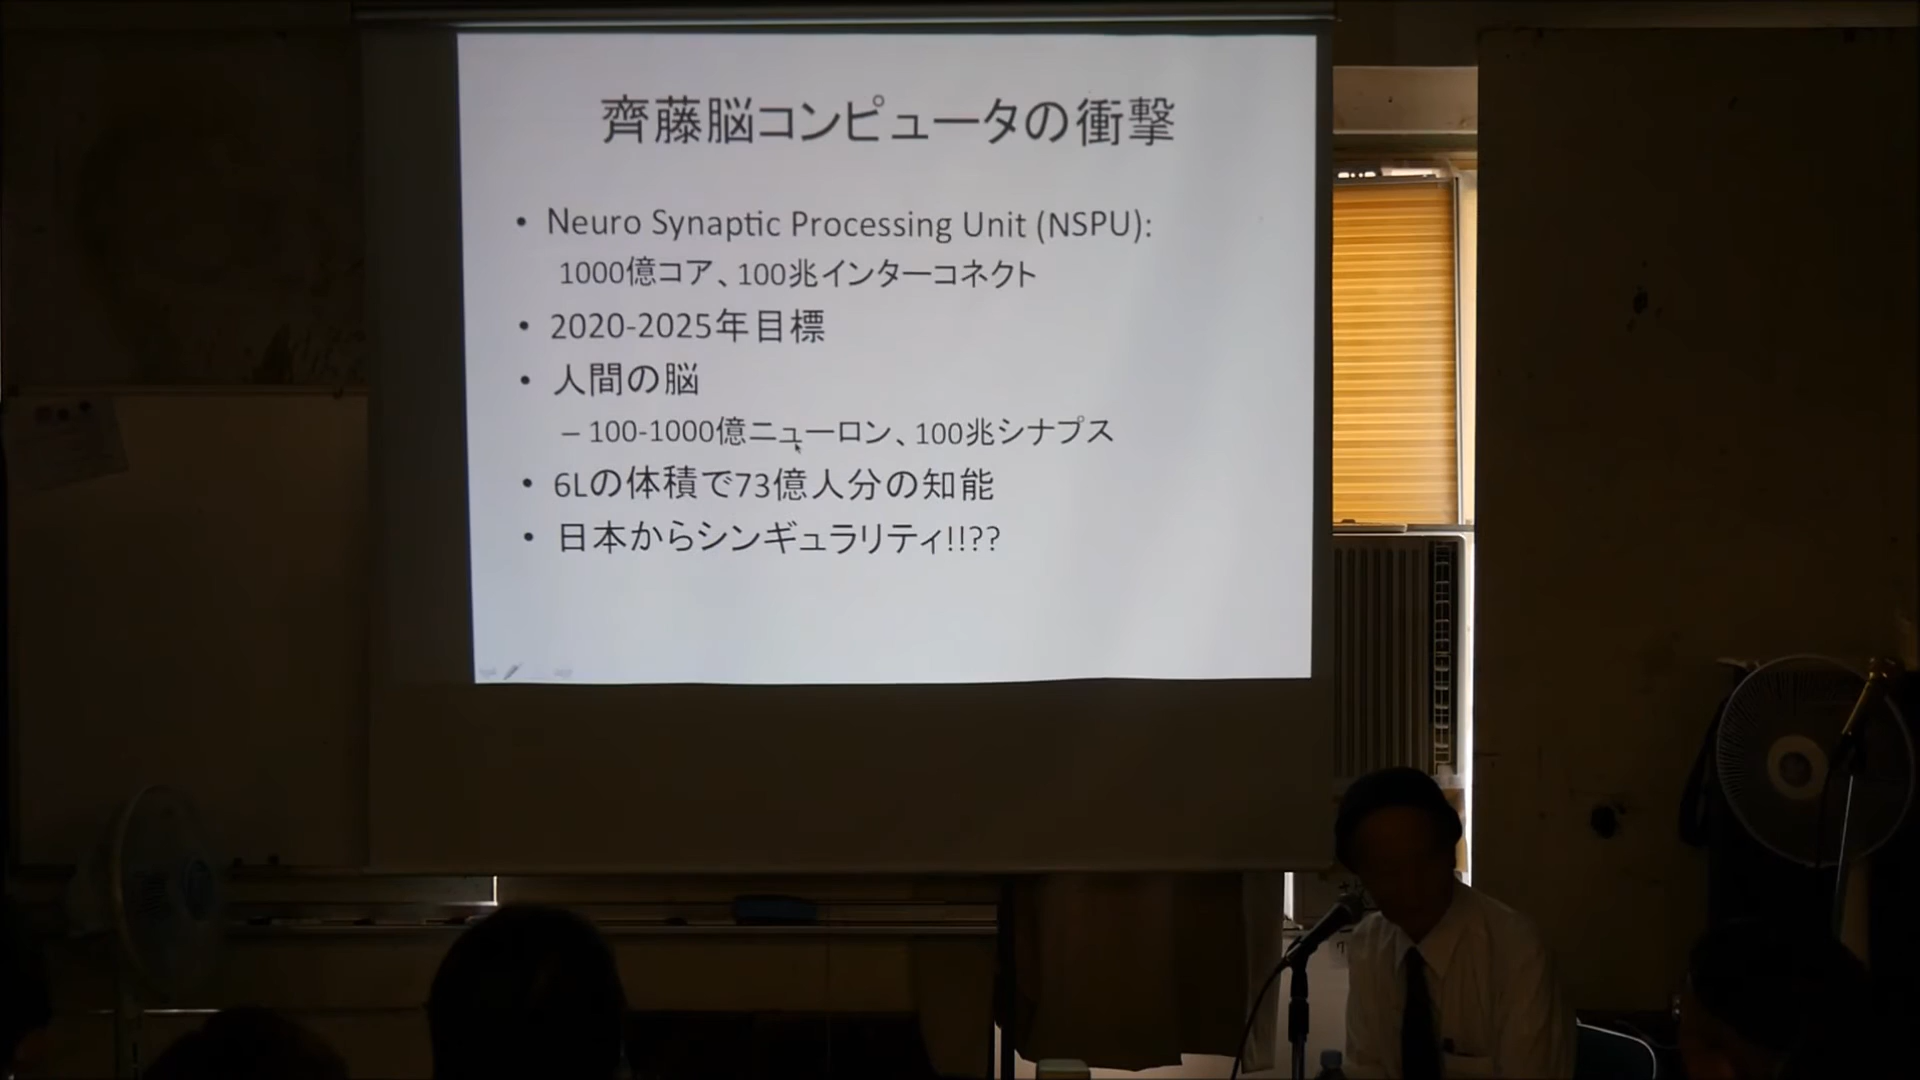 齊藤脳コンピュータの衝撃
• Neuro Synaptic Processing Unit (NSPU):
1000億コア、100兆インターコネクト
• 2020-2025年目標
• 人間の脳
– 100-1000億ニューロン、100兆シナプス
• 6Lの体積で73億人分の知能
• 日本からシンギュラリティ!!??